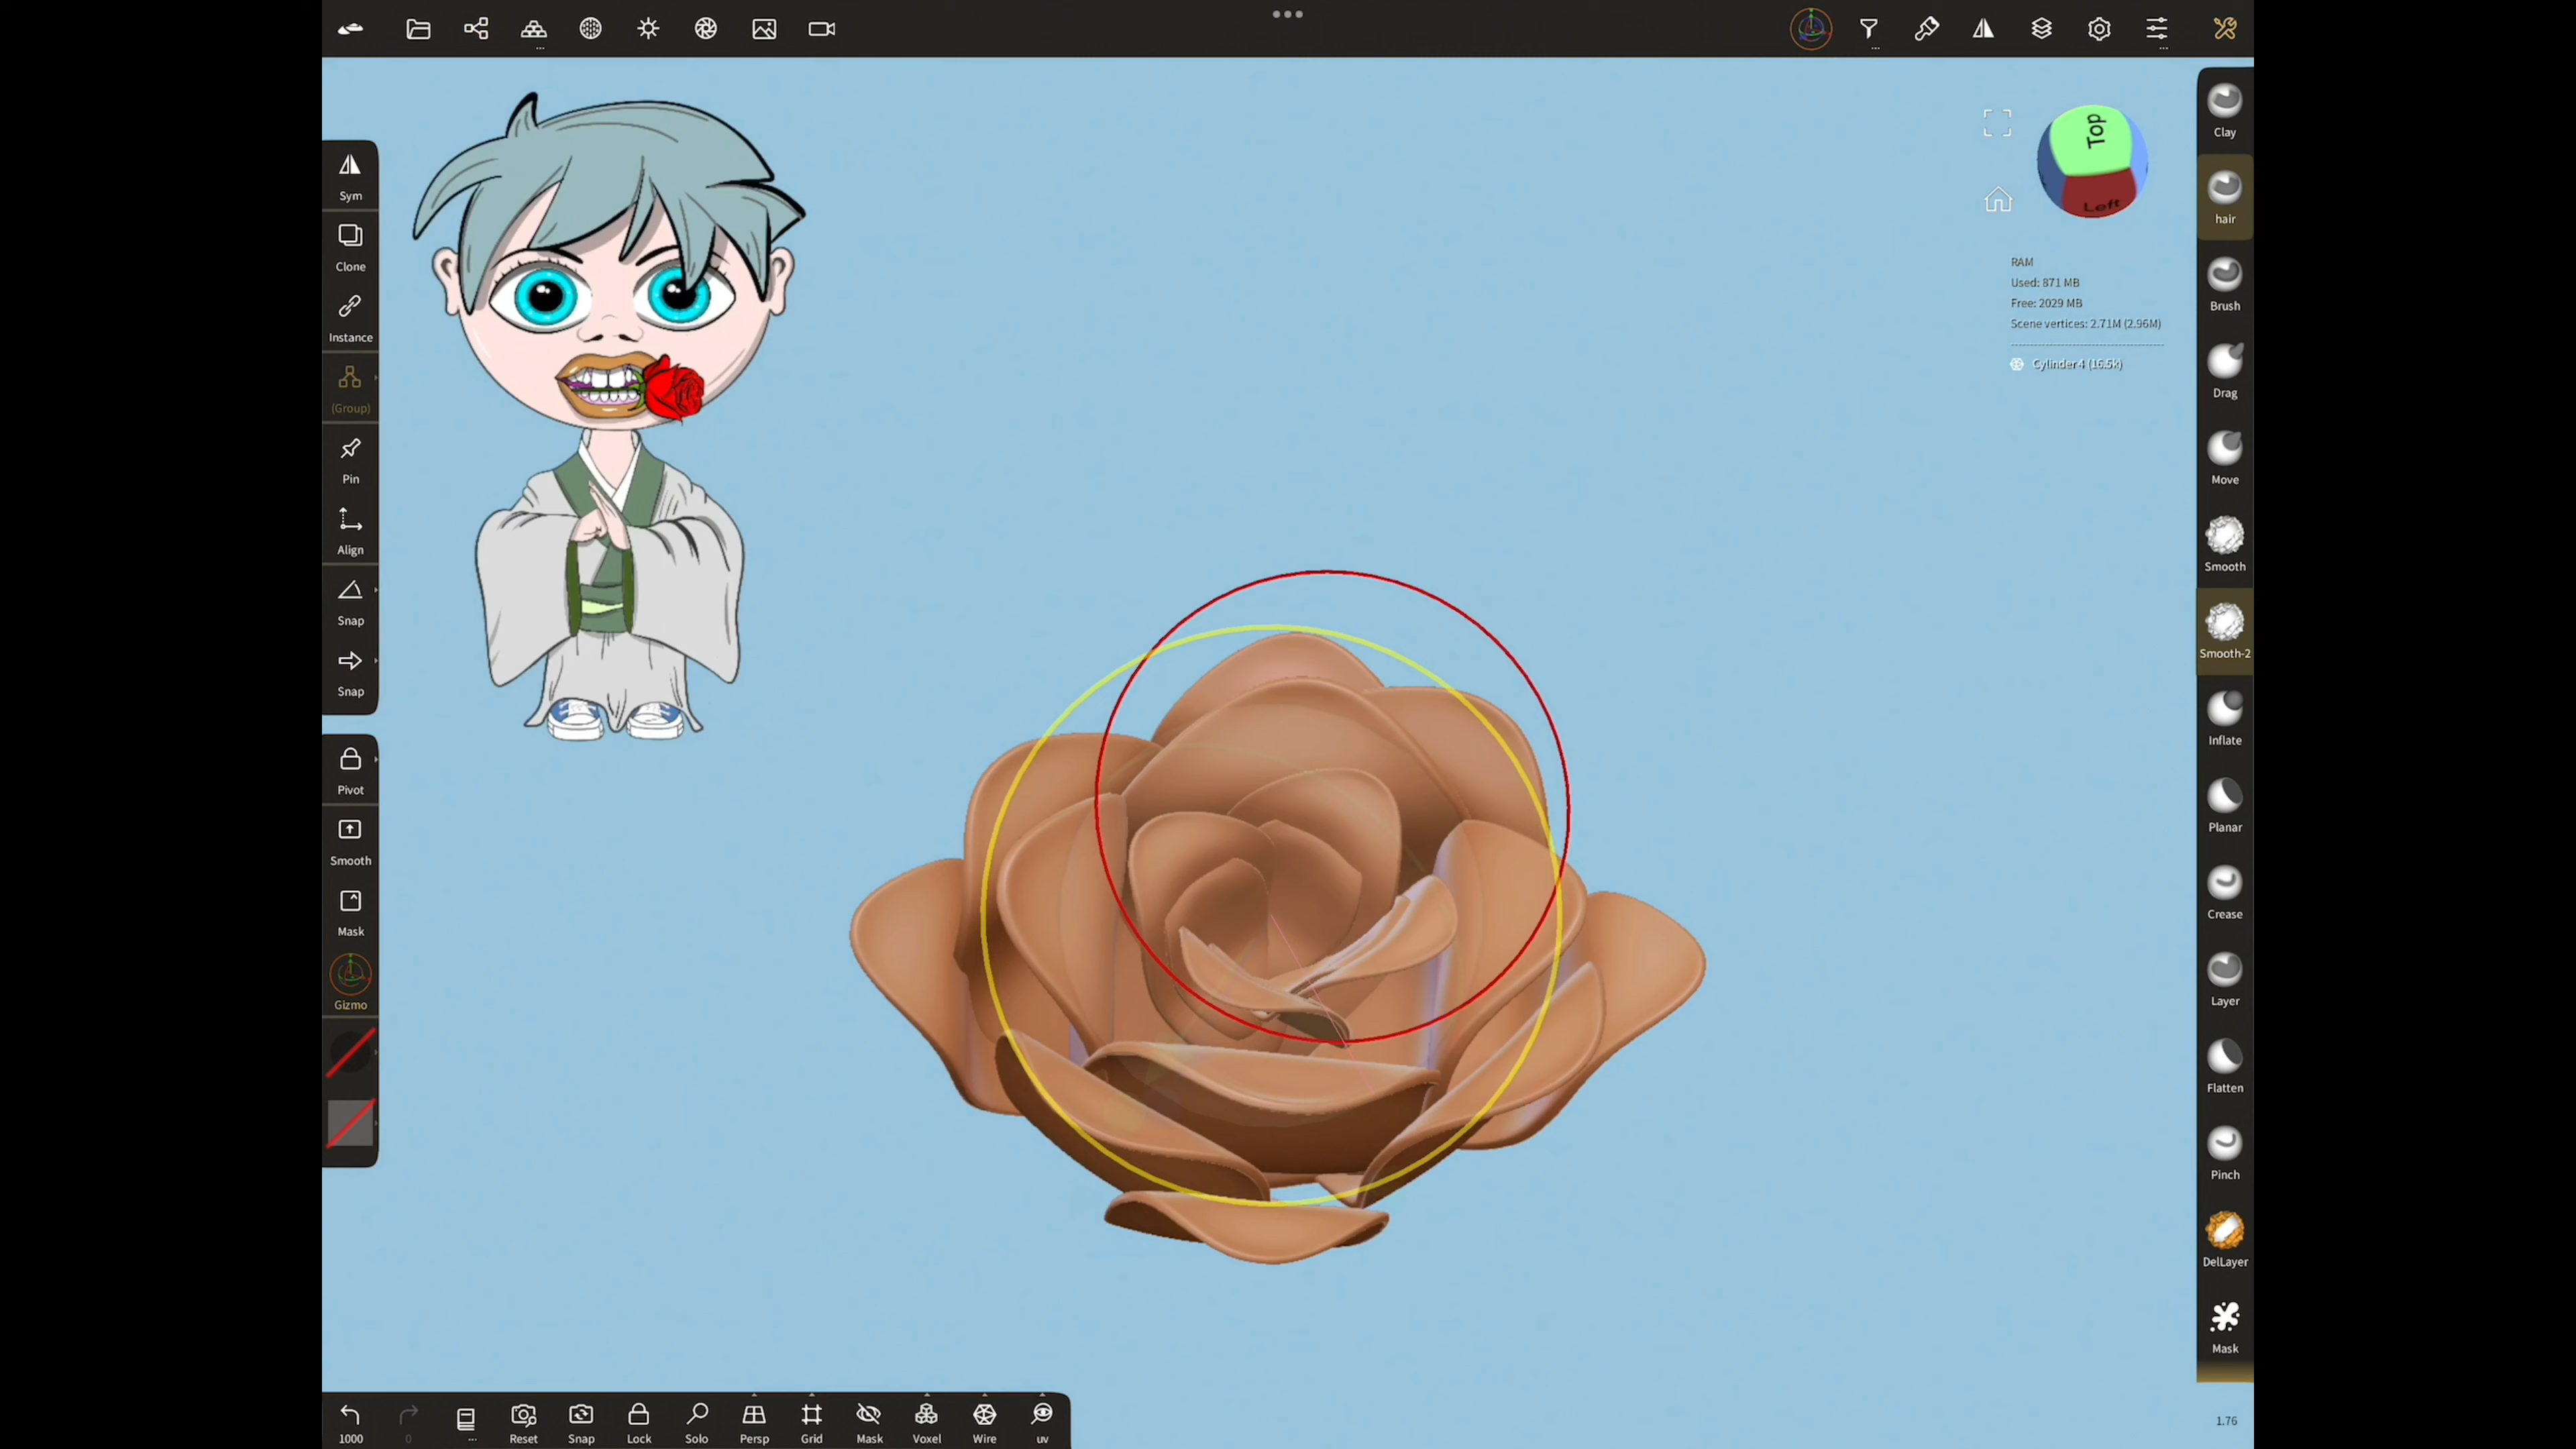 Top
Left
RAM
Used: 871 MB
Free: 2029 MB
Scene vertices: 2.71M (2.96M)
Cylinder 4 (16.5k)
Sym
Clone
Instance
(Group)
Pin
Align
Snap
Snap
Pivot
Smooth
Mask
Gizmo
Clay
hair
Brush
Drag
Move
Smooth
Smooth-2
Inflate
Planar
Crease
Layer
Flatten
Pinch
DelLayer
Mask
1.76
1000
0
...
Reset
Snap
Lock
Solo
Persp
Grid
Mask
Voxel
Wire
uv